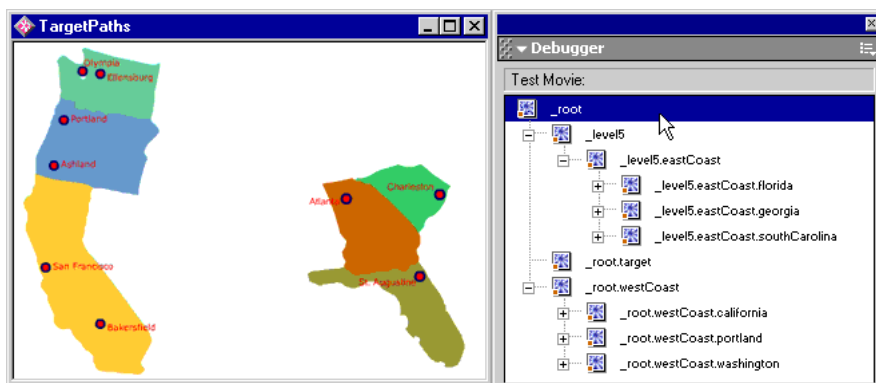 TargetPaths
Olympia
Ellensburg
Portland
Ashland
San Francisco
Bakersfield
Charleston
Atlanta
St. Augustine
Debugger
Test Movie:
_root
_level5
_level5.eastCoast
_level5.eastCoast.florida
_level5.eastCoast.georgia
_level5.eastCoast.southCarolina
_root.target
_root.westCoast
_root.westCoast.california
_root.westCoast.portland
_root.westCoast.washington